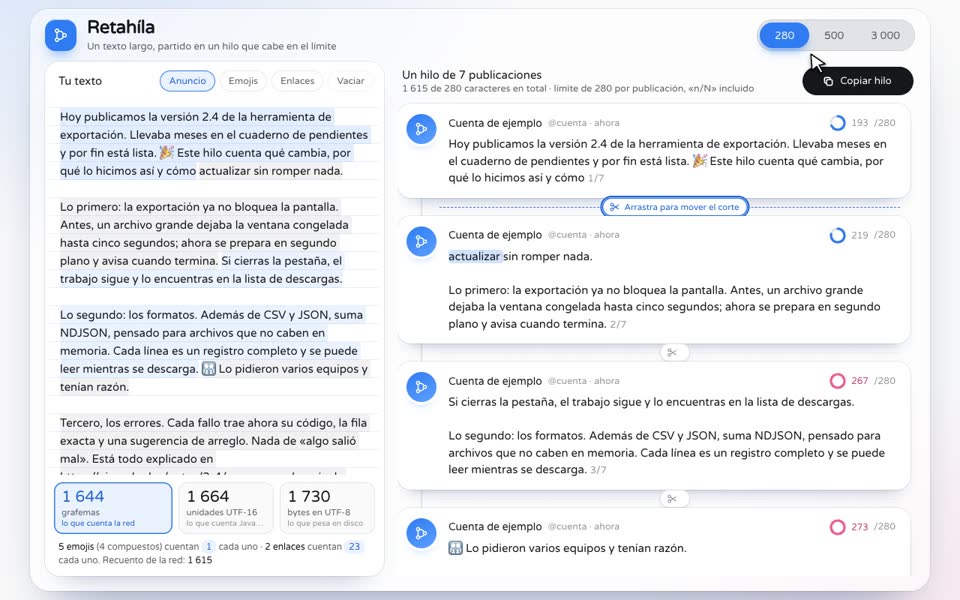 Retahíla
Un texto largo, partido en un hilo que cabe en el límite
280
500
3 000
Tu texto
Anuncio
Emojis
Enlaces
Vaciar
Hoy publicamos la versión 2.4 de la herramienta de
exportación. Llevaba meses en el cuaderno de pendientes
y por fin está lista. 🎉 Este hilo cuenta qué cambia, por
qué lo hicimos así y cómo actualizar sin romper nada.
Lo primero: la exportación ya no bloquea la pantalla.
Antes, un archivo grande dejaba la ventana congelada
hasta cinco segundos; ahora se prepara en segundo
plano y avisa cuando termina. Si cierras la pestaña, el
trabajo sigue y lo encuentras en la lista de descargas.
Lo segundo: los formatos. Además de CSV y JSON, suma
NDJSON, pensado para archivos que no caben en
memoria. Cada línea es un registro completo y se puede
leer mientras se descarga. Lo pidieron varios equipos y
tenían razón.
Tercero, los errores. Cada fallo trae ahora su código, la fila
exacta y una sugerencia de arreglo. Nada de «algo salió
mal». Está todo explicado en
1 644
grafemas
lo que cuenta la red
1 664
unidades UTF-16
lo que cuenta Java…
1 730
bytes en UTF-8
lo que pesa en disco
5 emojis (4 compuestos) cuentan 1 cada uno · 2 enlaces cuentan 23
cada uno. Recuento de la red: 1 615
Un hilo de 7 publicaciones
1 615 de 280 caracteres en total · límite de 280 por publicación, «n/N» incluido
Copiar hilo
Cuenta de ejemplo @cuenta · ahora
193 /280
Hoy publicamos la versión 2.4 de la herramienta de exportación. Llevaba meses en
el cuaderno de pendientes y por fin está lista. 🎉 Este hilo cuenta qué cambia, por
qué lo hicimos así y cómo 1/7
Arrastra para mover el corte
Cuenta de ejemplo @cuenta · ahora
219 /280
actualizar sin romper nada.
Lo primero: la exportación ya no bloquea la pantalla. Antes, un archivo grande
dejaba la ventana congelada hasta cinco segundos; ahora se prepara en segundo
plano y avisa cuando termina. 2/7
Cuenta de ejemplo @cuenta · ahora
267 /280
Si cierras la pestaña, el trabajo sigue y lo encuentras en la lista de descargas.
Lo segundo: los formatos. Además de CSV y JSON, suma NDJSON, pensado para
archivos que no caben en memoria. Cada línea es un registro completo y se puede
leer mientras se descarga. 3/7
Cuenta de ejemplo @cuenta · ahora
273 /280
Lo pidieron varios equipos y tenían razón.